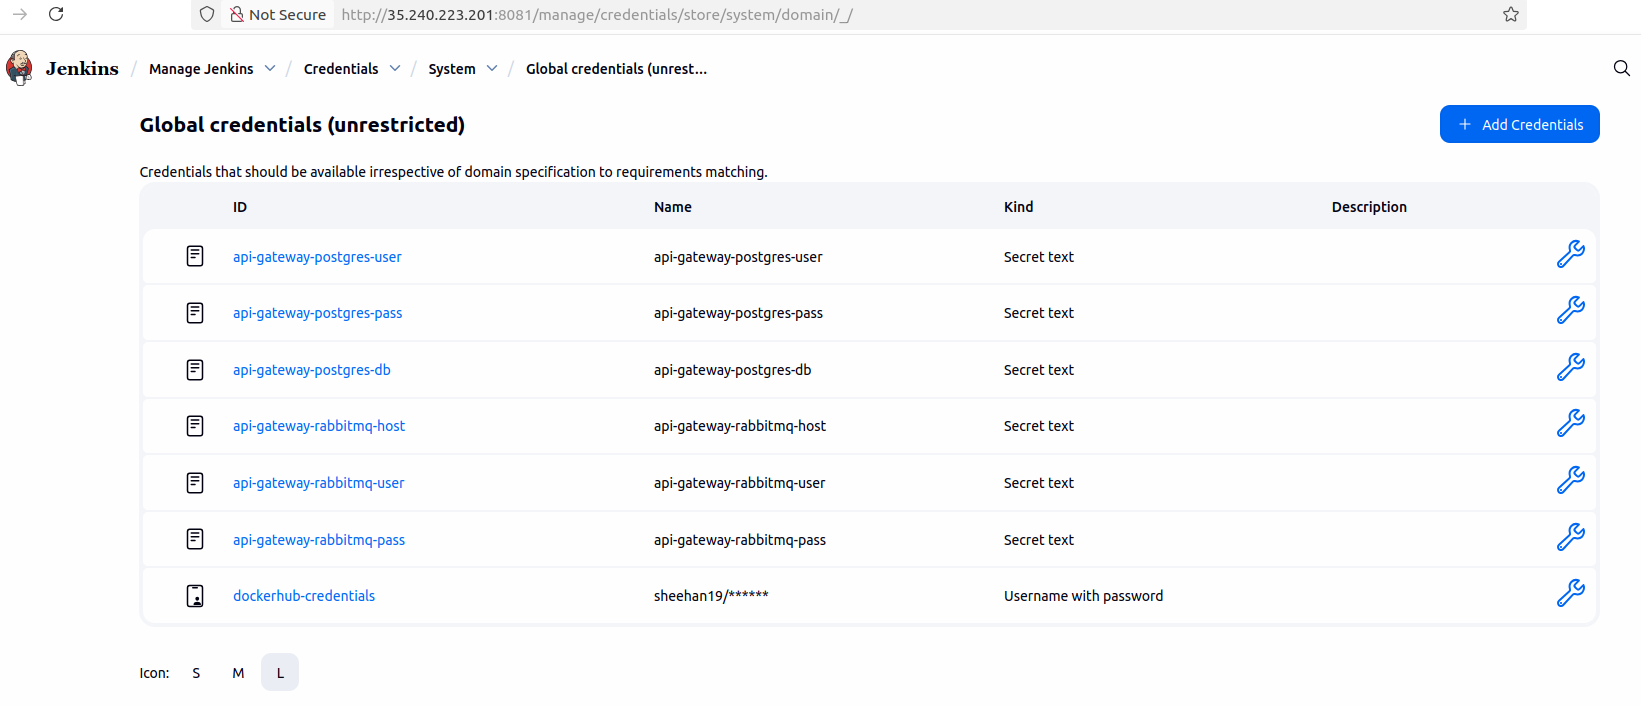 Not Secure http://35.240.223.201:8081/manage/credentials/store/system/domain/_/
Jenkins / Manage Jenkins / Credentials / System / Global credentials (unrest...
Global credentials (unrestricted)
+ Add Credentials
Credentials that should be available irrespective of domain specification to requirements matching.
ID Name Kind Description
api-gateway-postgres-user api-gateway-postgres-user Secret text
api-gateway-postgres-pass api-gateway-postgres-pass Secret text
api-gateway-postgres-db api-gateway-postgres-db Secret text
api-gateway-rabbitmq-host api-gateway-rabbitmq-host Secret text
api-gateway-rabbitmq-user api-gateway-rabbitmq-user Secret text
api-gateway-rabbitmq-pass api-gateway-rabbitmq-pass Secret text
dockerhub-credentials sheehan19/****** Username with password
Icon: S M L